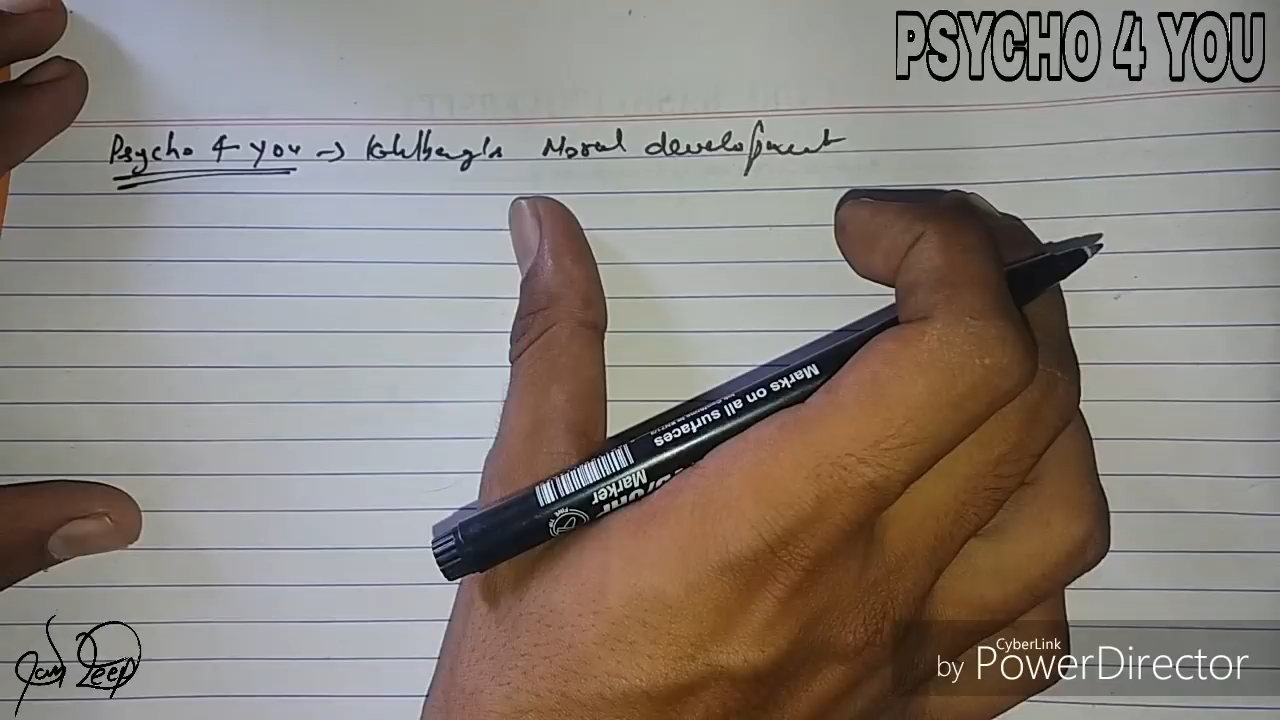 PSYCHO 4 YOU
Psycho 4 you → Kohlberg's Moral development
Marks on all surfaces
Marker
CyberLink
by PowerDirector